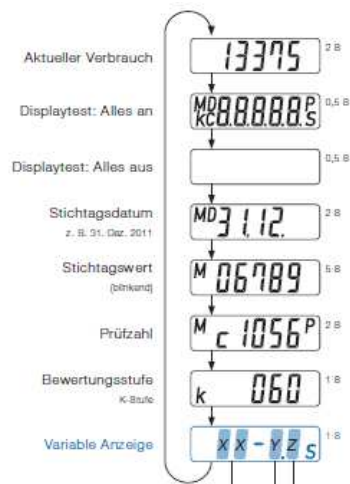 Aktueller Verbrauch
13375
2 s
Displaytest: Alles an
MD 8.8.8.8.8. P
KC S
0,5 s
Displaytest: Alles aus
0,5 s
Stichtagsdatum
z. B. 31. Dez. 2011
MD 31.12.
2 s
Stichtagswert
(blinkend)
M 06789
5 s
Prüfzahl
M c 1056 P
2 s
Bewertungsstufe
K-Stufe
k 060
1 s
Variable Anzeige
X X - Y. Z S
1 s